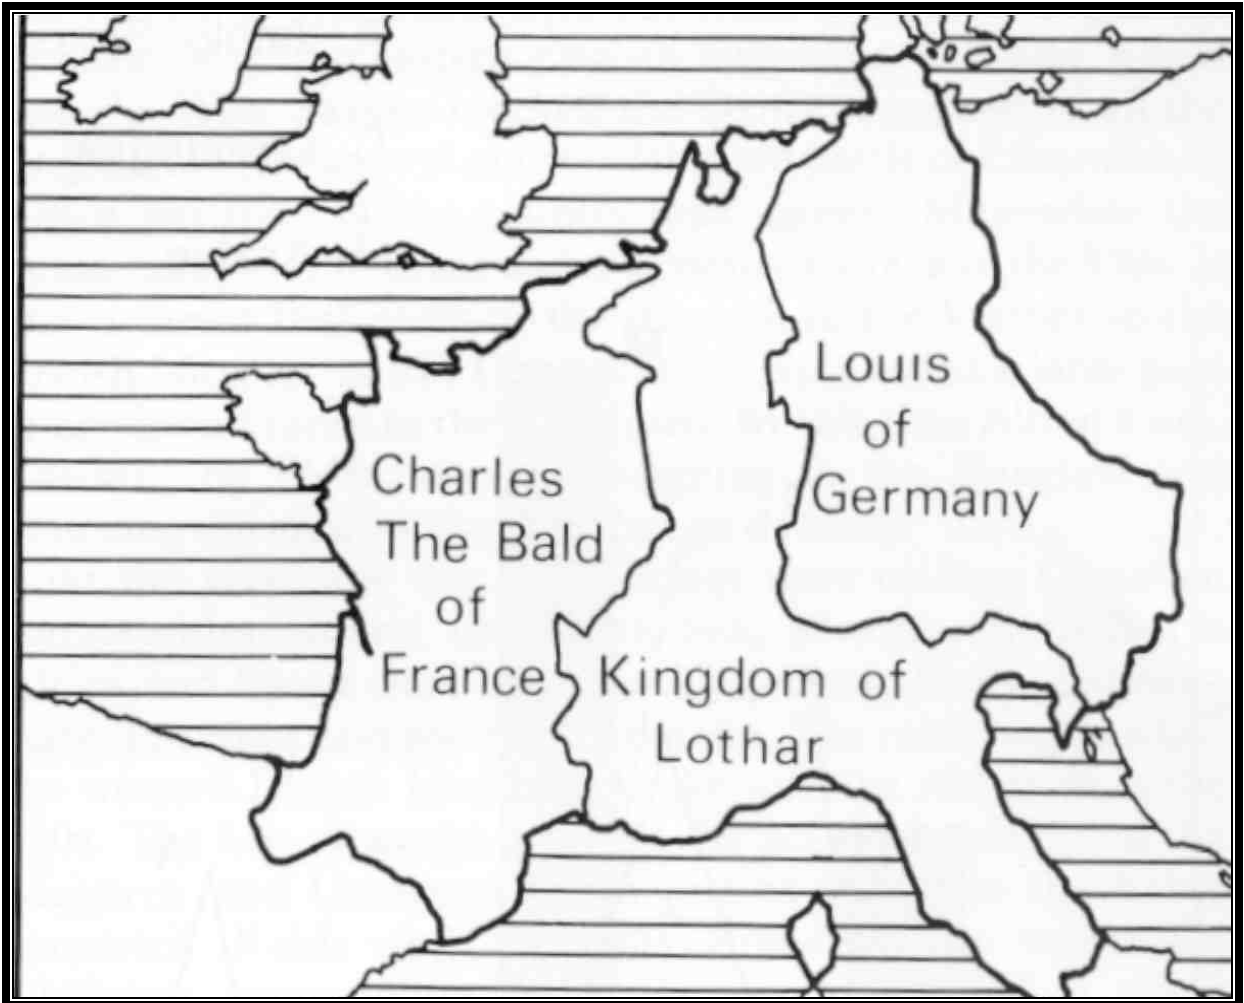 Louis
of
Germany
Charles
The Bald
of
France
Kingdom of
Lothar